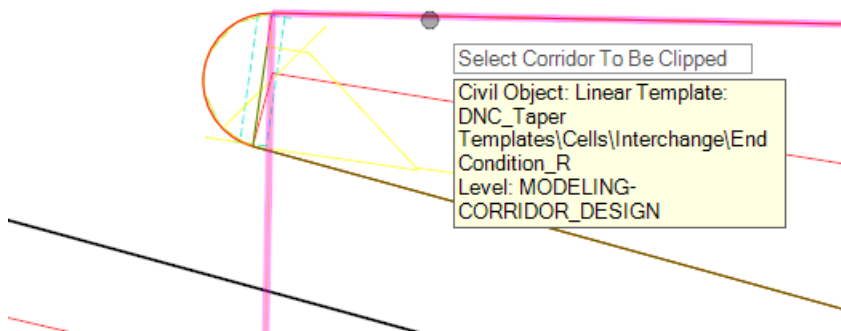 Select Corridor To Be Clipped
Civil Object: Linear Template:
DNC_Taper
Templates\Cells\Interchange\End
Condition_R
Level: MODELING-
CORRIDOR_DESIGN